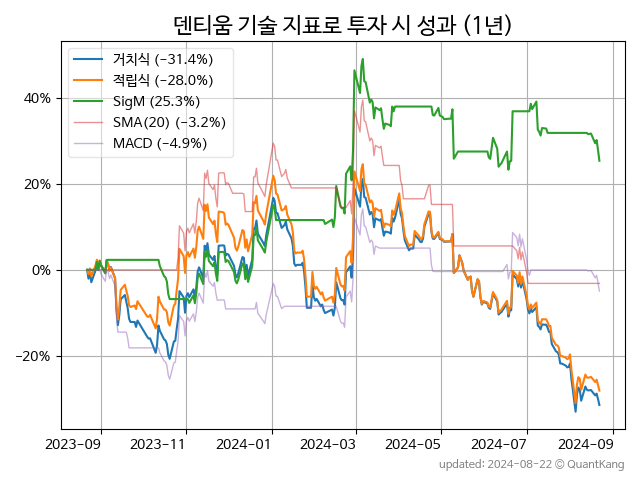 덴티움 기술 지표로 투자 시 성과 (1년)
거치식 (−31.4%)
적립식 (−28.0%)
SigM (25.3%)
SMA(20) (−3.2%)
MACD (−4.9%)
40%
20%
0%
−20%
2023-09 2023-11 2024-01 2024-03 2024-05 2024-07 2024-09
updated: 2024-08-22 © QuantKang